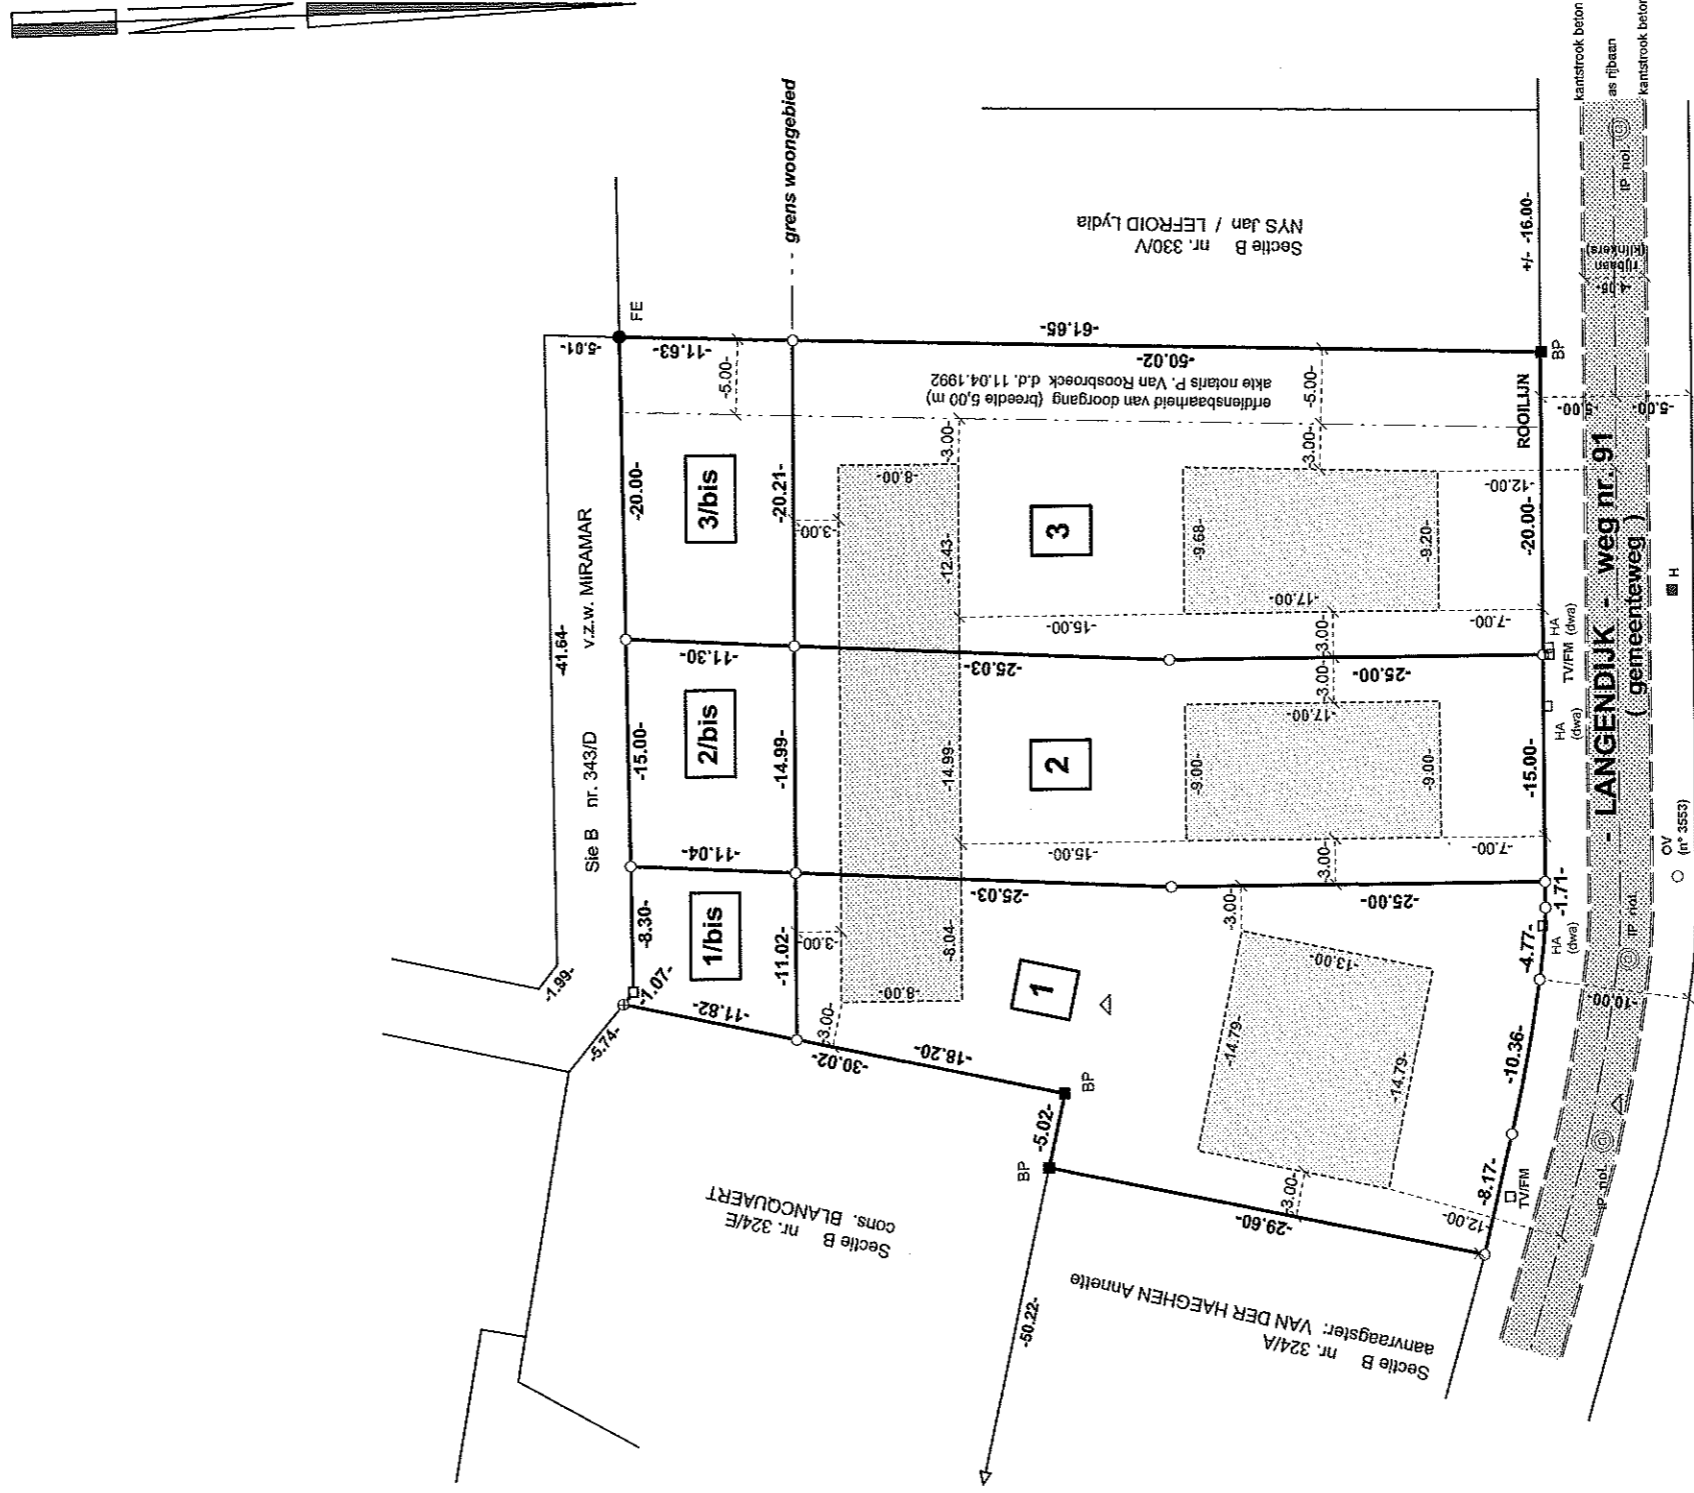 kantstrook beton
as rijbaan
kantstrook beton
- grens woongebied
Sectie B nr. 330/V
NYS Jan / LEFROID Lydia
+/- -16.00-
IP nol.
rijbaan
(klinkers)
-4.05-
FE
-5.01-
-11.63-
-5.00-
-61.65-
-50.02-
erfdiensbaarheid van doorgang (breedte 5,00 m)
akte notaris P. Van Roosbroeck d.d. 11.04.1992
-5.00-
BP
ROOILIJN
-5.00-
-5.00-
-41.64-
Sie B nr. 343/D v.z.w. MIRAMAR
-20.00-
3/bis
-20.21-
-3.00-
-8.00-
-3.00-
-12.43-
3
-3.00-
-9.68-
-9.20-
-17.00-
-12.00-
-20.00-
-15.00-
-7.00-
-3.00-
-3.00-
HA
(dwa)
TV/FM
-11.30-
-25.03-
-25.00-
-15.00-
2/bis
-14.99-
-14.99-
2
-17.00-
-9.00-
-9.00-
-15.00-
HA
(dwa)
-15.00-
-7.00-
-3.00-
- LANGENDIJK - weg nr. 91
( gemeenteweg )
H
OV
(n° 3553)
-11.04-
-25.03-
-25.00-
-1.71-
-8.30-
1/bis
-11.02-
-3.00-
-8.04-
-8.00-
1
-3.00-
-13.00-
-14.79-
-14.79-
-4.77-
HA
(dwa)
IP nol.
-10.00-
-1.99-
-1.07-
-5.74-
-11.82-
-3.00-
-30.02-
-18.20-
BP
-5.02-
BP
-10.36-
-8.17-
TV/FM
IP nol.
-3.00-
-29.60-
-12.00-
Sectie B nr. 324/E
cons. BLANCQUAERT
-50.22-
Sectie B nr. 324/A
aanvraagster: VAN DER HAEGHEN Annette